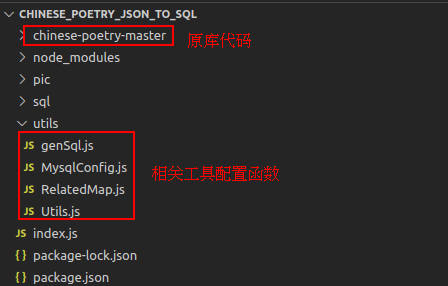 CHINESE_POETRY_JSON_TO_SQL
chinese-poetry-master 原库代码
node_modules
pic
sql
utils
JS genSql.js
JS MysqlConfig.js
JS RelatedMap.js 相关工具配置函数
JS Utils.js
JS index.js
package-lock.json
package.json